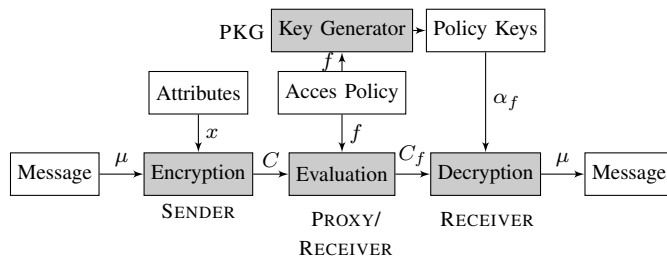 PKG
Key Generator
Policy Keys
f
Attributes
Acces Policy
α_f
x
f
Message
μ
Encryption
C
Evaluation
C_f
Decryption
μ
Message
SENDER
PROXY/
RECEIVER
RECEIVER